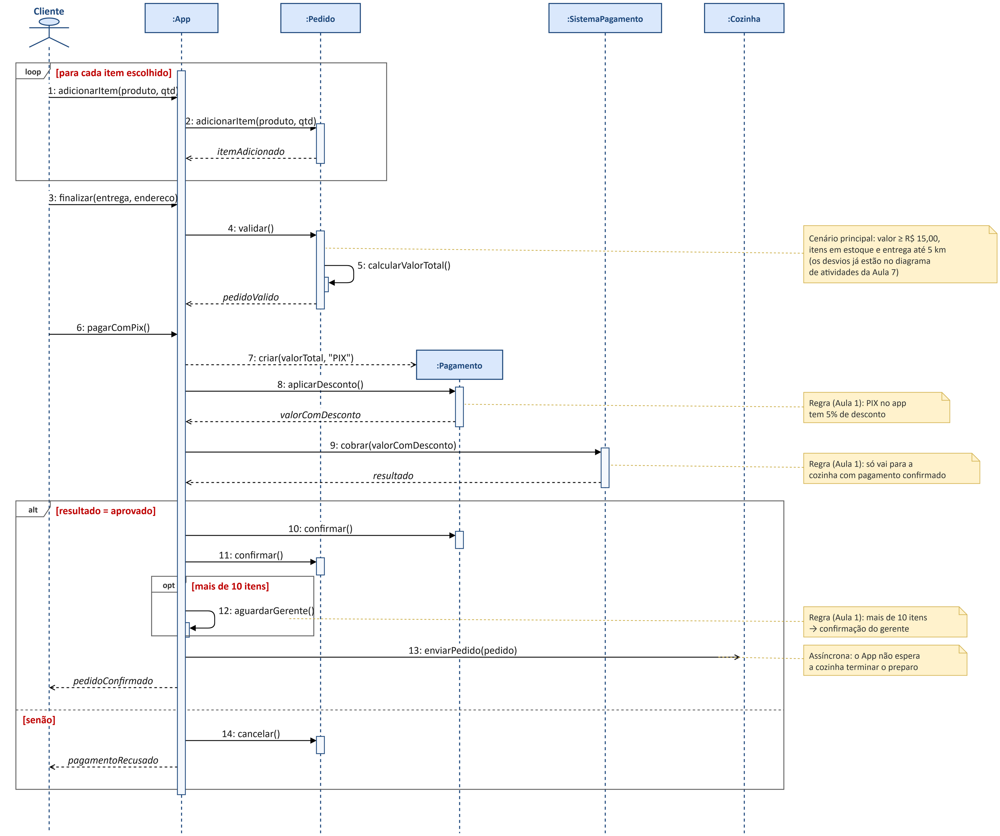 Cliente
:App
:Pedido
:SistemaPagamento
:Cozinha
loop
[para cada item escolhido]
1: adicionarItem(produto, qtd)
2: adicionarItem(produto, qtd)
itemAdicionado
3: finalizar(entrega, endereco)
4: validar()
Cenário principal: valor ≥ R$ 15,00,
itens em estoque e entrega até 5 km
(os desvios já estão no diagrama
de atividades da Aula 7)
5: calcularValorTotal()
pedidoValido
6: pagarComPix()
7: criar(valorTotal, "PIX")
:Pagamento
8: aplicarDesconto()
Regra (Aula 1): PIX no app
tem 5% de desconto
valorComDesconto
9: cobrar(valorComDesconto)
Regra (Aula 1): só vai para a
cozinha com pagamento confirmado
resultado
alt
[resultado = aprovado]
10: confirmar()
11: confirmar()
opt
[mais de 10 itens]
12: aguardarGerente()
Regra (Aula 1): mais de 10 itens
→ confirmação do gerente
13: enviarPedido(pedido)
Assíncrona: o App não espera
a cozinha terminar o preparo
pedidoConfirmado
[senão]
14: cancelar()
pagamentoRecusado